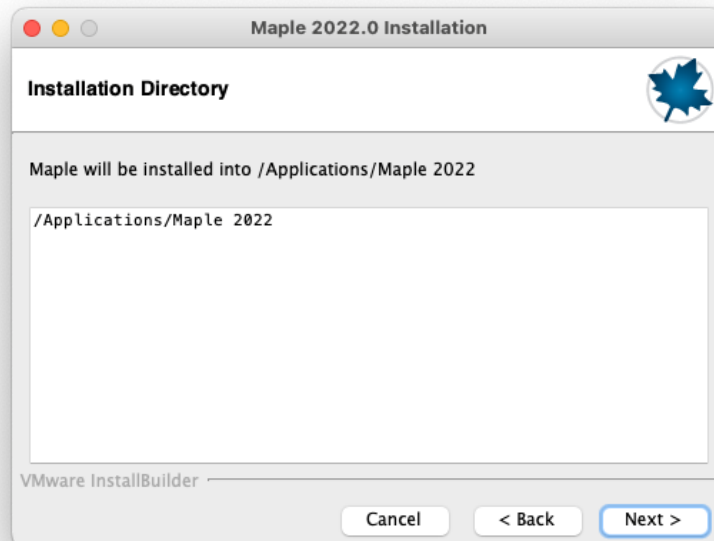 Maple 2022.0 Installation
Installation Directory
Maple will be installed into /Applications/Maple 2022
/Applications/Maple 2022
VMware InstallBuilder
Cancel
< Back
Next >